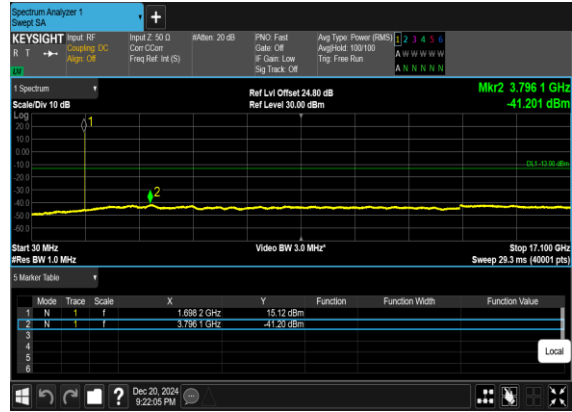 Spectrum Analyzer 1
Swept SA
+
KEYSIGHT Input: RF Input Z: 50 Ω #Atten: 20 dB PNO: Fast Avg Type: Power (RMS) 1 2 3 4 5 6
R T Coupling: DC Corr CCorr Gate: Off Avg|Hold: 100/100 A W W W W W
Align: Off Freq Ref: Int (S) IF Gain: Low Trig: Free Run
Sig Track: Off A N N N N N
1 Spectrum Ref Lvl Offset 24.80 dB Mkr2 3.796 1 GHz
Scale/Div 10 dB Ref Level 30.00 dBm -41.201 dBm
Log
1
20.0
10.0
0.00
-10.0 DL1 -13.00 dBm
-20.0
-30.0
2
-40.0
-50.0
-60.0
Start 30 MHz Video BW 3.0 MHz* Stop 17.100 GHz
#Res BW 1.0 MHz Sweep 29.3 ms (40001 pts)
5 Marker Table
Mode Trace Scale X Y Function Function Width Function Value
1 N 1 f 1.698 2 GHz 15.12 dBm
2 N 1 f 3.796 1 GHz -41.20 dBm
3
4
5
6
Local
? Dec 20, 2024
9:22:05 PM